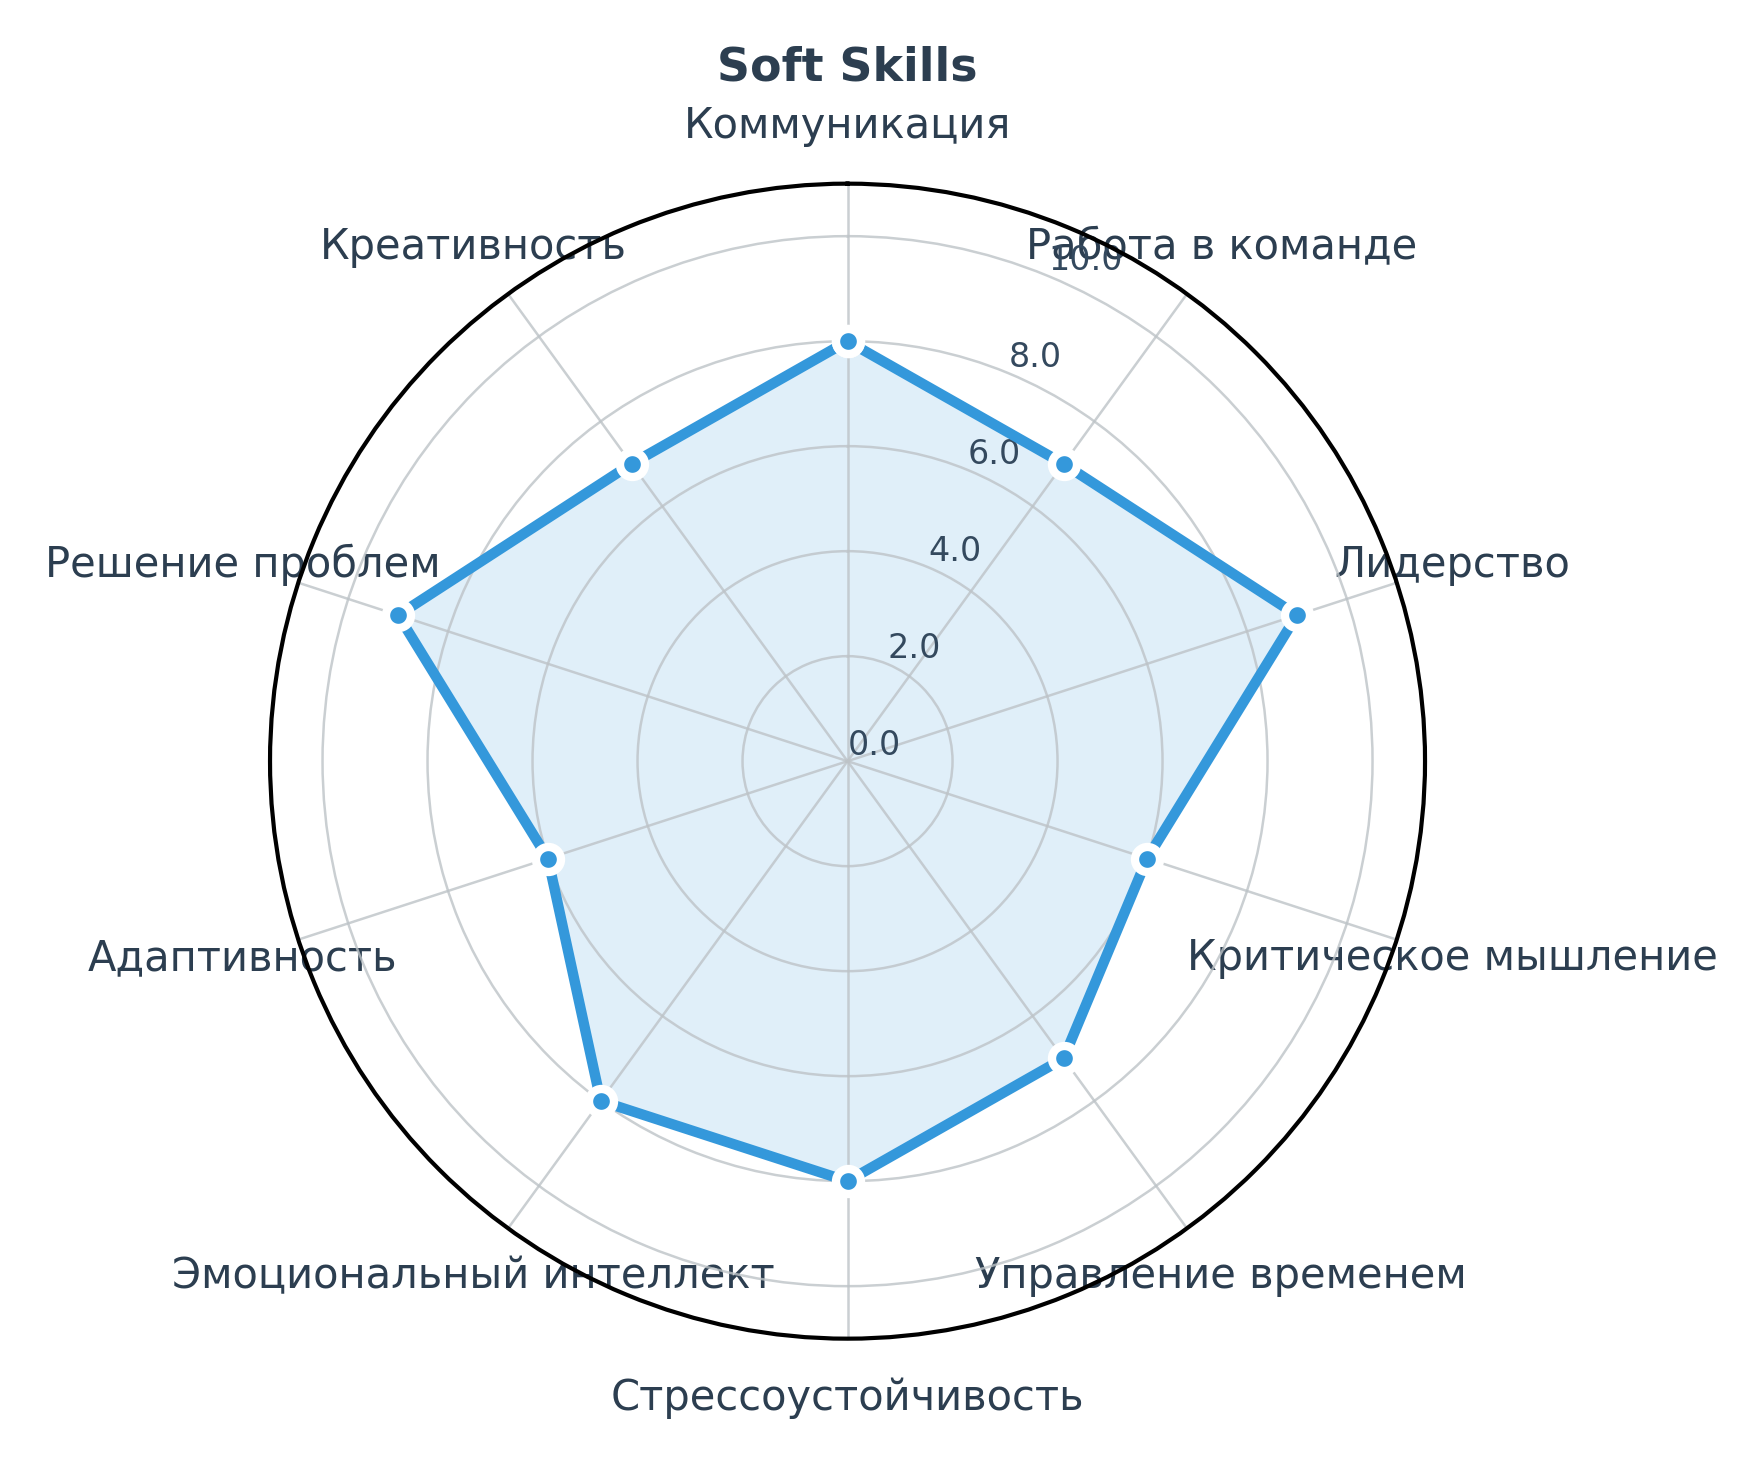 Soft Skills
Коммуникация
Креативность
Работа в команде
10.0
8.0
6.0
4.0
Решение проблем
Лидерство
2.0
0.0
Адаптивность
Критическое мышление
Эмоциональный интеллект
Управление временем
Стрессоустойчивость